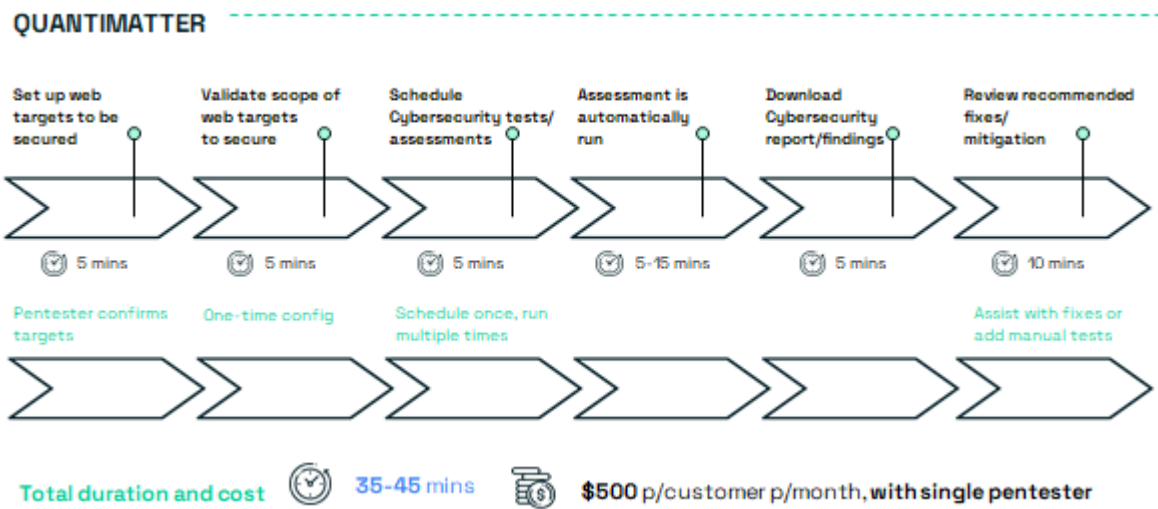 QUANTIMATTER
Set up web
targets to be
secured
Validate scope of
web targets
to secure
Schedule
Cybersecurity tests/
assessments
Assessment is
automatically
run
Download
Cybersecurity
report/findings
Review recommended
fixes/
mitigation
5 mins
5 mins
5 mins
5-15 mins
5 mins
10 mins
Pentester confirms
targets
One-time config
Schedule once, run
multiple times
Assist with fixes or
add manual tests
Total duration and cost
35-45 mins
$500 p/customer p/month, with single pentester